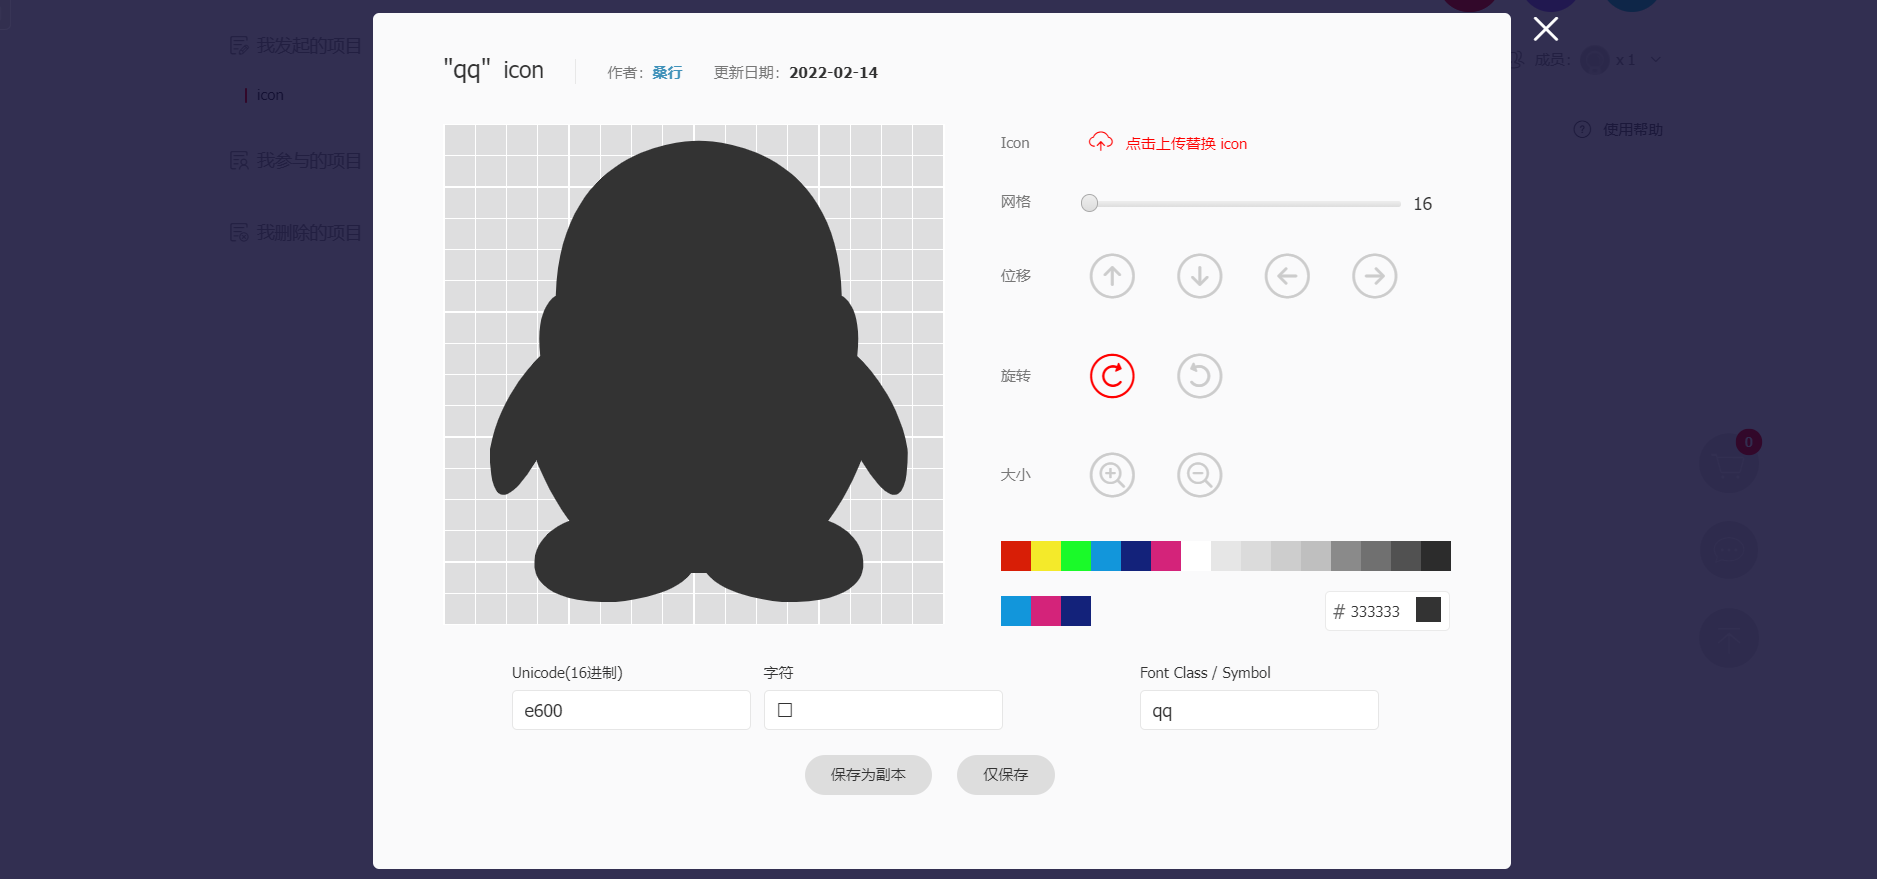 我发起的项目
icon
我参与的项目
我删除的项目
"qq" icon
作者：桑行
更新日期：2022-02-14
成员：
x 1
使用帮助
Icon
点击上传替换 icon
网格
16
位移
旋转
大小
0
# 333333
Unicode(16进制)
字符
Font Class / Symbol
e600
qq
保存为副本
仅保存